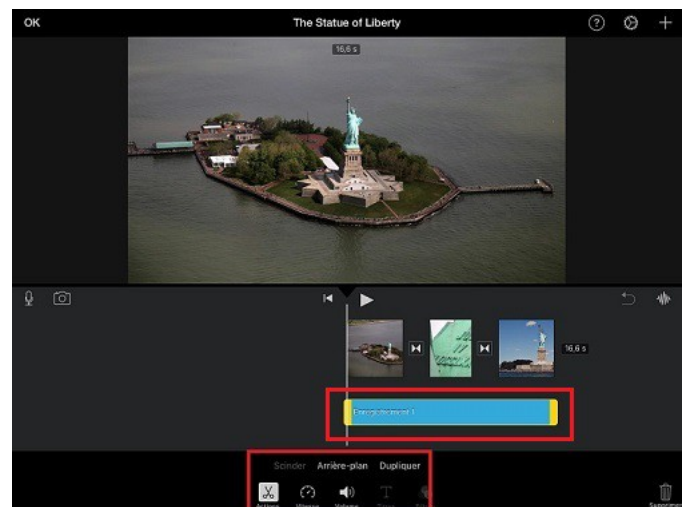 OK The Statue of Liberty ?
16,6 s
16,6 s
Enregistrement 1
Scinder Arrière-plan Dupliquer
Actions Vitesse Volume
Supprimer